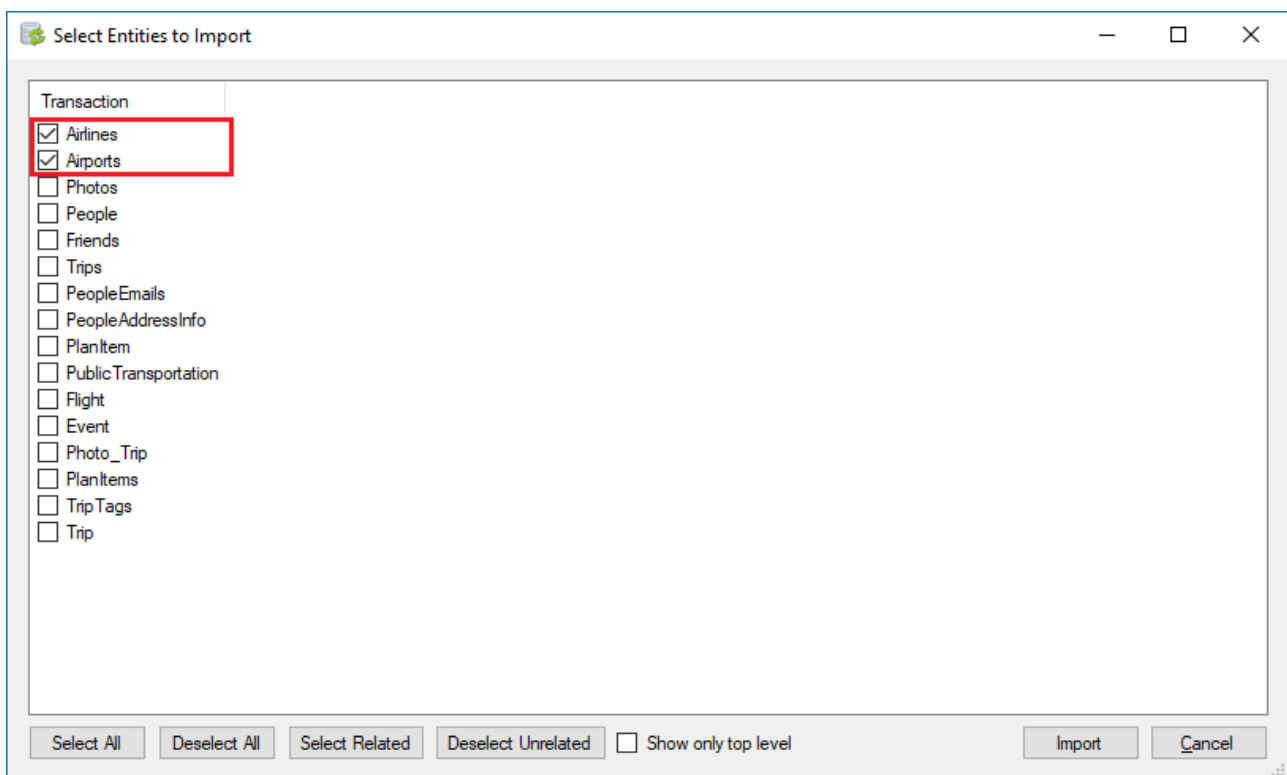 Select Entities to Import
Transaction
Airlines
Airports
Photos
People
Friends
Trips
PeopleEmails
PeopleAddressInfo
PlanItem
PublicTransportation
Flight
Event
Photo_Trip
PlanItems
TripTags
Trip
Select All Deselect All Select Related Deselect Unrelated Show only top level Import Cancel